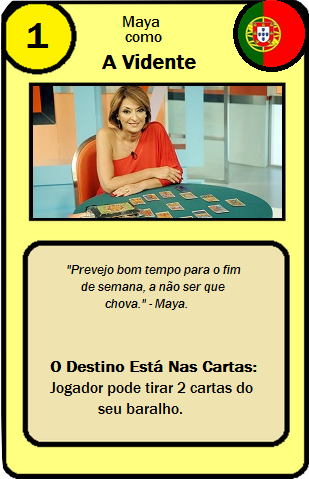 1
Maya
como
A Vidente
"Prevejo bom tempo para o fim
de semana, a não ser que
chova." - Maya.
O Destino Está Nas Cartas:
Jogador pode tirar 2 cartas do
seu baralho.